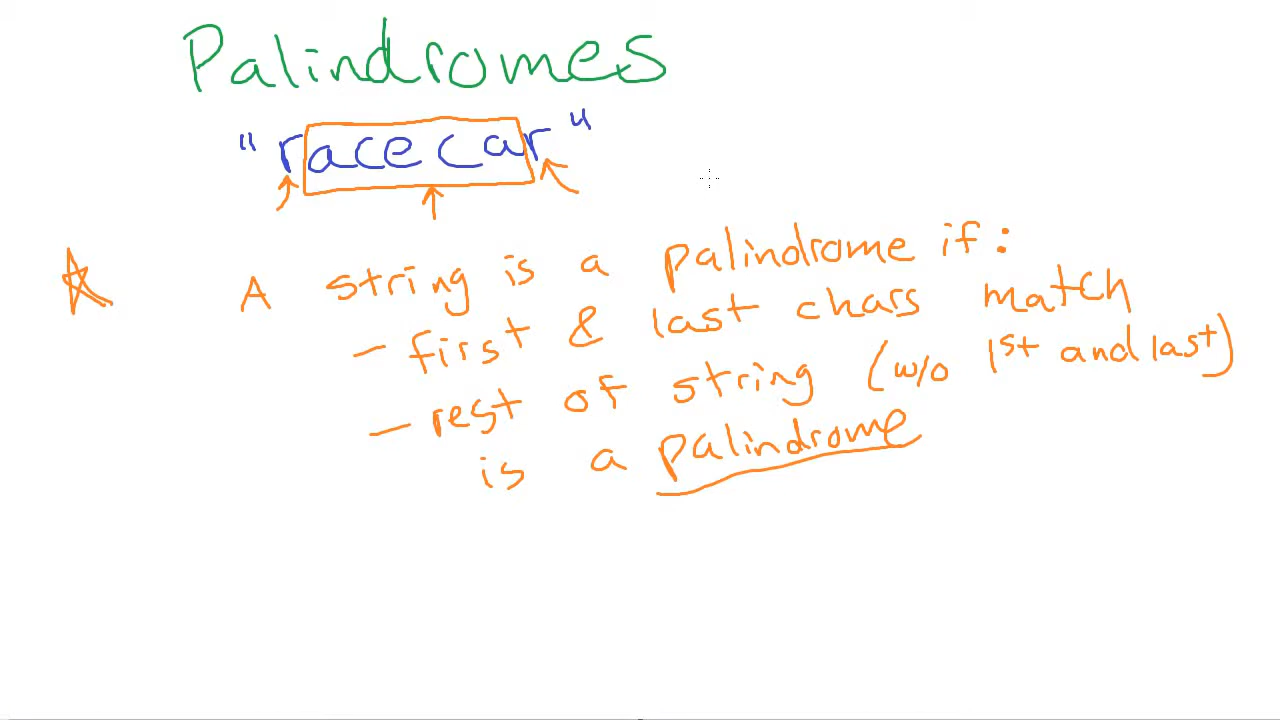 Palindromes
"racecar"
A string is a palindrome if:
- first & last chars match
- rest of string (w/o 1st and last)
is a palindrome